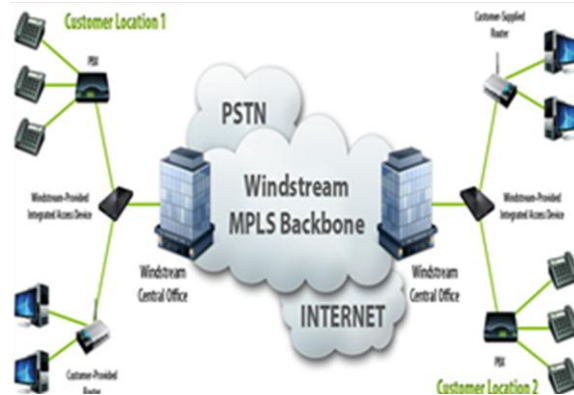 Customer Location 1
PBX
Windstream-Provided
Integrated Access Device
Customer-Provided
Router
PSTN
Windstream
MPLS Backbone
INTERNET
Windstream
Central Office
Windstream
Central Office
Customer-Supplied
Router
Windstream-Provided
Integrated Access Device
PBX
Customer Location 2